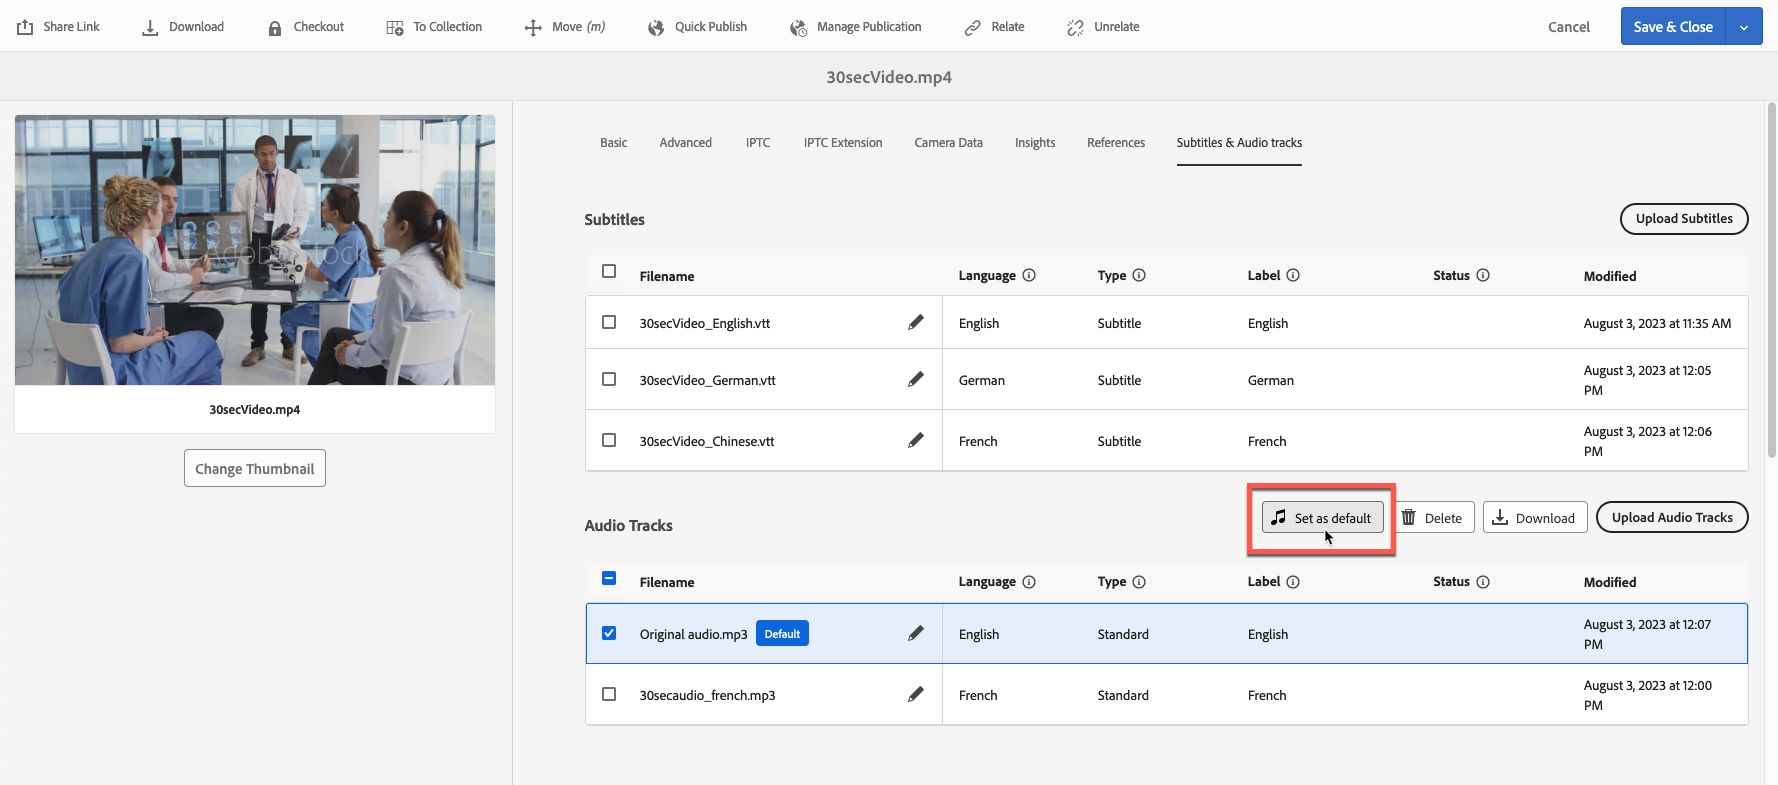 Share Link Download Checkout To Collection Move (m) Quick Publish Manage Publication Relate Unrelate Cancel Save & Close
30secVideo.mp4
Adobe Stock
30secVideo.mp4
Change Thumbnail
Basic Advanced IPTC IPTC Extension Camera Data Insights References Subtitles & Audio tracks
Subtitles Upload Subtitles
Filename Language Type Label Status Modified
30secVideo_English.vtt English Subtitle English August 3, 2023 at 11:35 AM
30secVideo_German.vtt German Subtitle German August 3, 2023 at 12:05
PM
30secVideo_Chinese.vtt French Subtitle French August 3, 2023 at 12:06
PM
Audio Tracks Set as default Delete Download Upload Audio Tracks
Filename Language Type Label Status Modified
Original audio.mp3 Default English Standard English August 3, 2023 at 12:07
PM
30secaudio_french.mp3 French Standard French August 3, 2023 at 12:00
PM